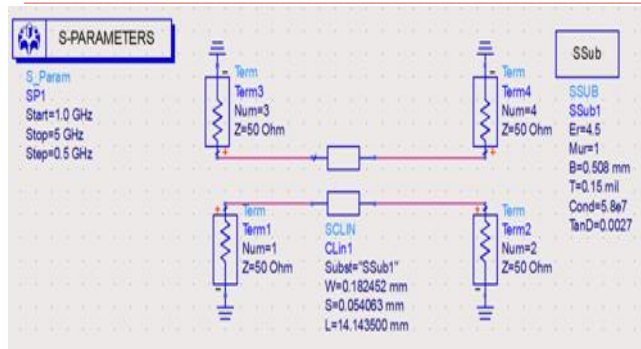 S-PARAMETERS
S_Param
SP1
Start=1.0 GHz
Stop=5 GHz
Step=0.5 GHz
Term
Term3
Num=3
Z=50 Ohm
Term
Term4
Num=4
Z=50 Ohm
SSub
SSUB
SSub1
Er=4.5
Mur=1
B=0.508 mm
T=0.15 mil
Cond=5.8e7
TanD=0.0027
Term
Term1
Num=1
Z=50 Ohm
SCLIN
CLin1
Subst="SSub1"
W=0.182452 mm
S=0.054063 mm
L=14.143500 mm
Term
Term2
Num=2
Z=50 Ohm